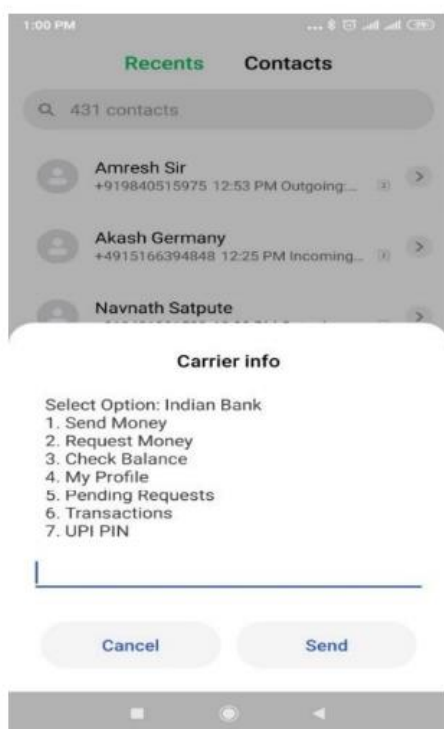 1:00 PM
Recents Contacts
431 contacts
Amresh Sir
+919840515975 12:53 PM Outgoing:...
Akash Germany
+4915166394848 12:25 PM Incoming...
Navnath Satpute
Carrier info
Select Option: Indian Bank
1. Send Money
2. Request Money
3. Check Balance
4. My Profile
5. Pending Requests
6. Transactions
7. UPI PIN
Cancel Send